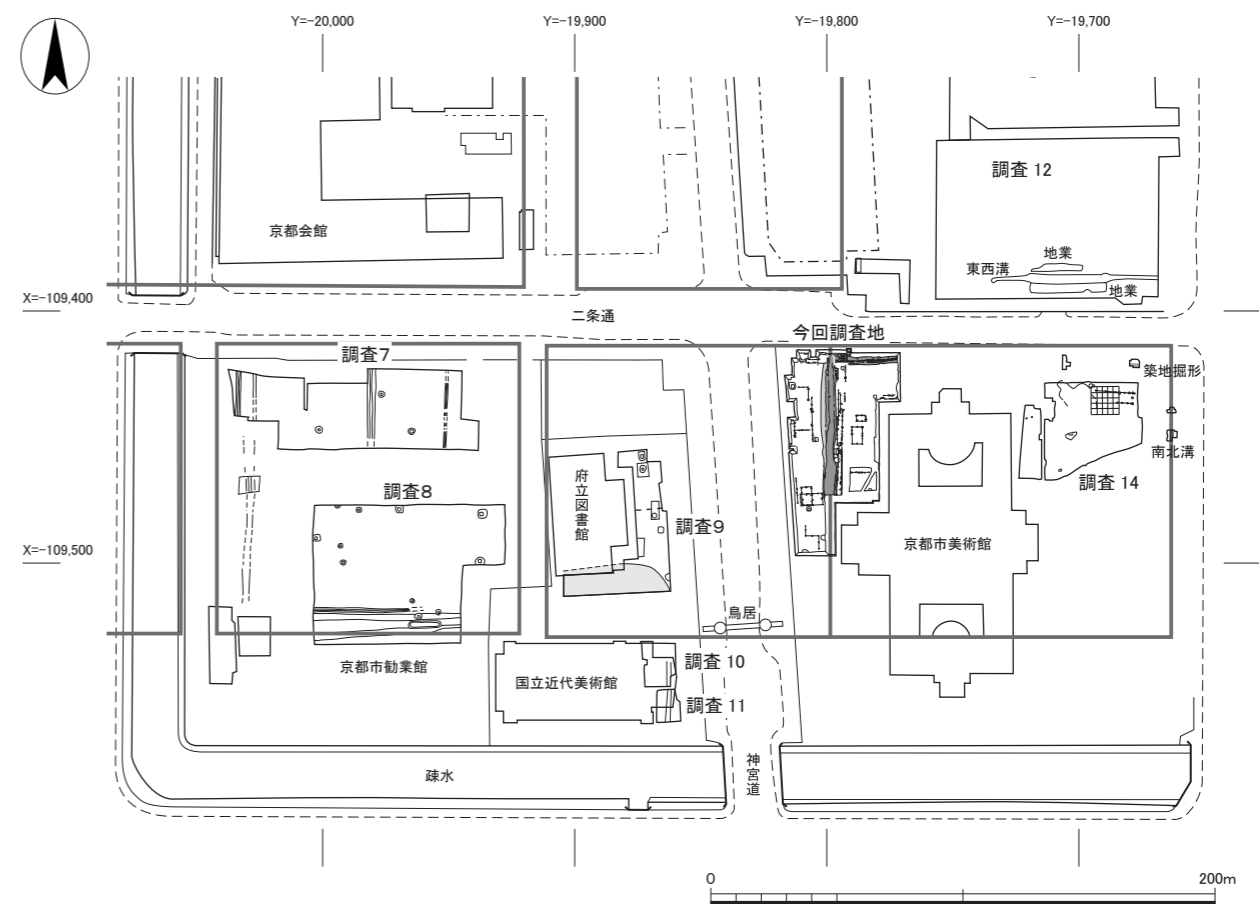 Y=-20,000
Y=-19,900
Y=-19,800
Y=-19,700
調査 12
京都会館
地業
東西溝
地業
X=-109,400
二条通
今回調査地
調査7
築地掘形
南北溝
調査 14
調査8
府立図書館
調査9
京都市美術館
X=-109,500
鳥居
調査 10
京都市勧業館
国立近代美術館
調査 11
神宮道
疎水
0
200m